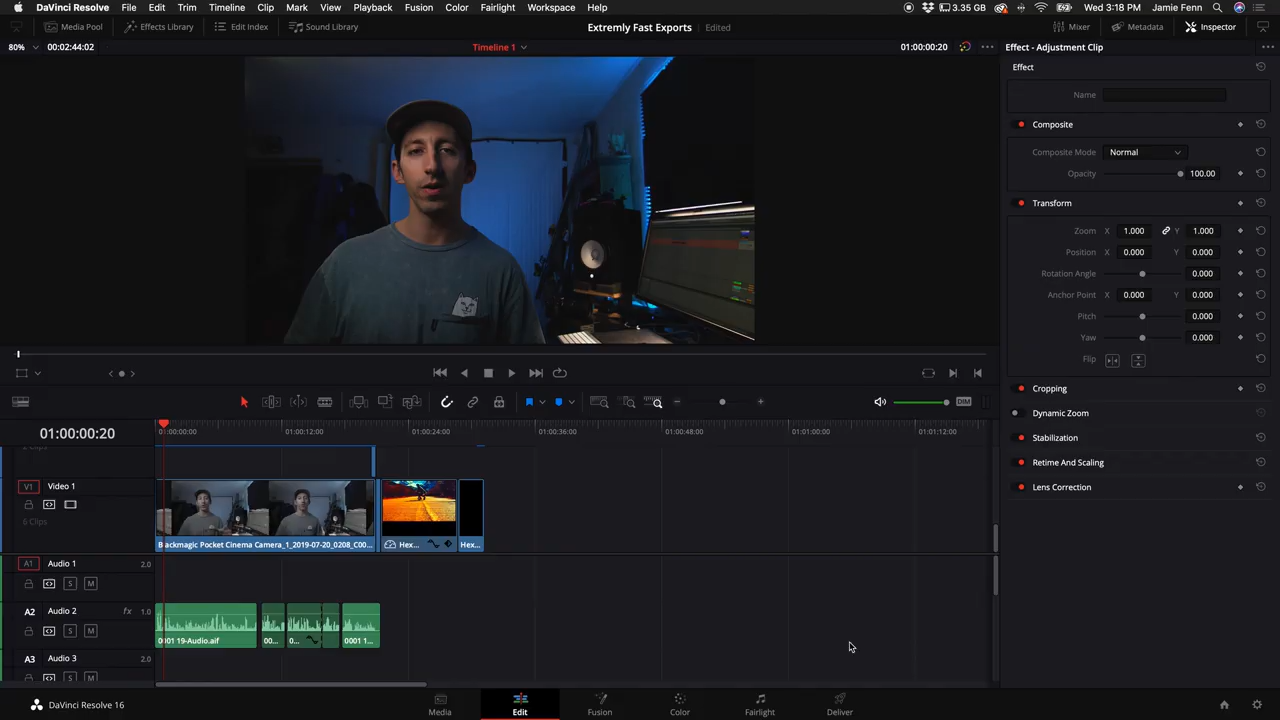 DaVinci Resolve File Edit Trim Timeline Clip Mark View Playback Fusion Color Fairlight Workspace Help 3.35 GB Wed 3:18 PM Jamie Fenn
Media Pool Effects Library Edit Index Sound Library Extremly Fast Exports Edited Mixer Metadata Inspector
80% 00:02:44:02 Timeline 1 01:00:00:20 Effect - Adjustment Clip
Effect
Name
Composite
Composite Mode Normal
Opacity 100.00
Transform
Zoom X 1.000 Y 1.000
Position X 0.000 Y 0.000
Rotation Angle 0.000
Anchor Point X 0.000 Y 0.000
Pitch 0.000
Yaw 0.000
Flip
Cropping
Dynamic Zoom
Stabilization
Retime And Scaling
Lens Correction
DIM
01:00:00:20 01:00:00:00 01:00:12:00 01:00:24:00 01:00:36:00 01:00:48:00 01:01:00:00 01:01:12:00
V1 Video 1
6 Clips
Blackmagic Pocket Cinema Camera_1_2019-07-20_0208_C00... Hex... Hex...
A1 Audio 1 2.0
S M
A2 Audio 2 fx 1.0
S M
0001 19-Audio.aif 00... 0... 0001 1...
A3 Audio 3 2.0
S M
DaVinci Resolve 16 Media Edit Fusion Color Fairlight Deliver